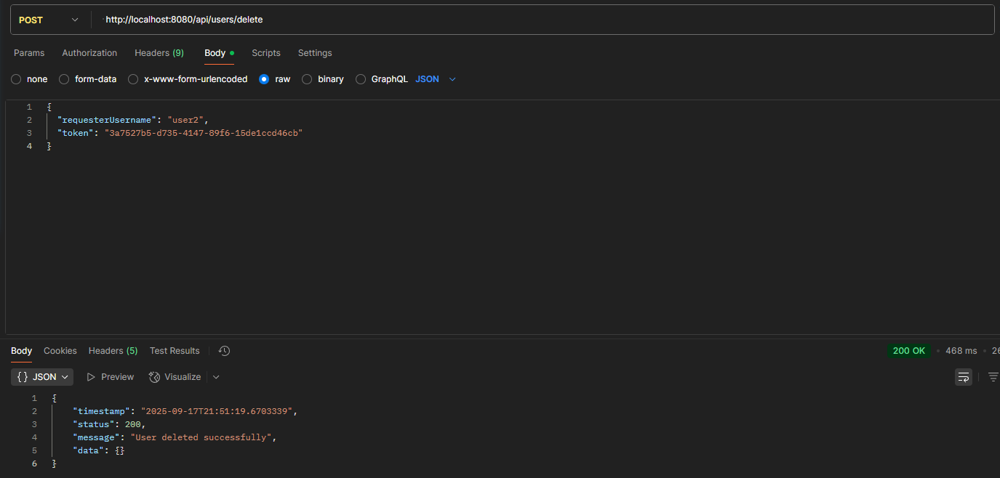 POST http://localhost:8080/api/users/delete
Params Authorization Headers (9) Body Scripts Settings
none form-data x-www-form-urlencoded raw binary GraphQL JSON
1 {
2 "requesterUsername": "user2",
3 "token": "3a7527b5-d735-4147-89f6-15de1ccd46cb"
4 }
Body Cookies Headers (5) Test Results 200 OK 468 ms
{} JSON Preview Visualize
1 {
2 "timestamp": "2025-09-17T21:51:19.6703339",
3 "status": 200,
4 "message": "User deleted successfully",
5 "data": {}
6 }